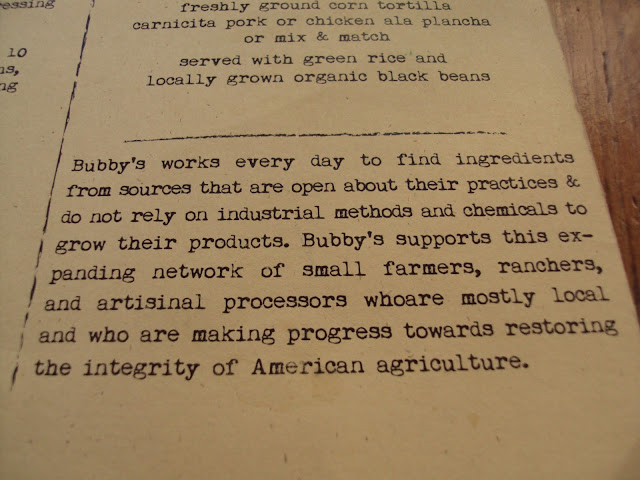 essing
10
ng
freshly ground corn tortilla
carnicita pork or chicken ala plancha
or mix & match
served with green rice and
locally grown organic black beans
Bubby's works every day to find ingredients
from sources that are open about their practices &
do not rely on industrial methods and chemicals to
grow their products. Bubby's supports this ex-
panding network of small farmers, ranchers,
and artisinal processors whoare mostly local
and who are making progress towards restoring
the integrity of American agriculture.